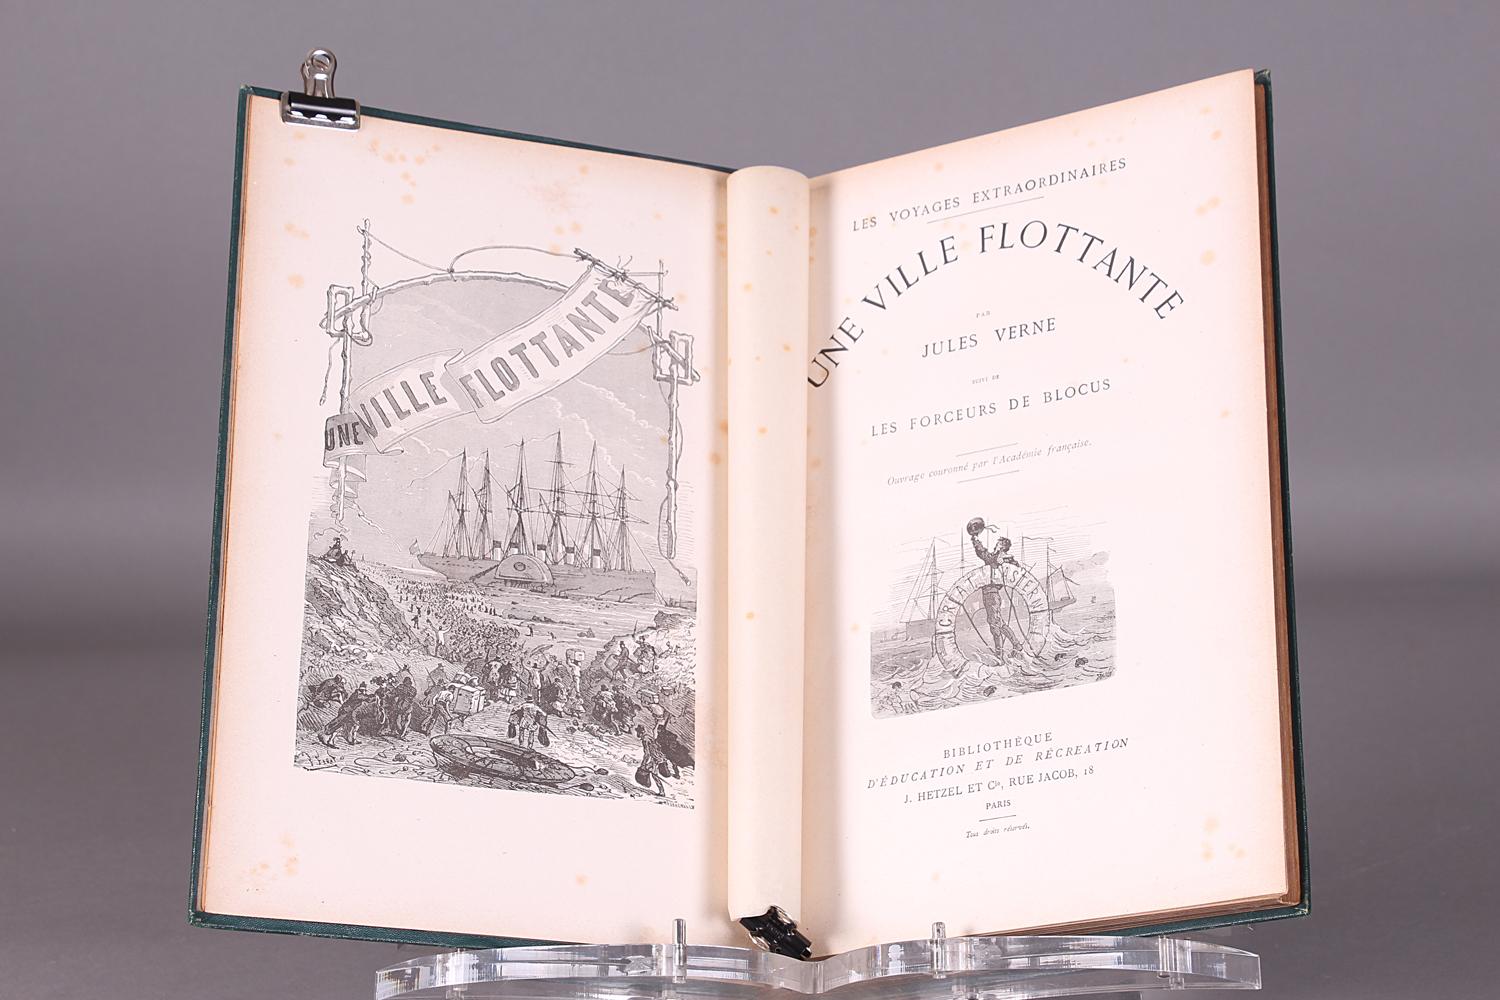 UNE VILLE FLOTTANTE
LES VOYAGES EXTRAORDINAIRES
UNE VILLE FLOTTANTE
PAR
JULES VERNE
SUIVI DE
LES FORCEURS DE BLOCUS
Ouvrage couronné par l'Académie française.
BIBLIOTHÈQUE
D'ÉDUCATION ET DE RÉCREATION
J. HETZEL ET Cie, RUE JACOB, 18
PARIS
Tous droits réservés.